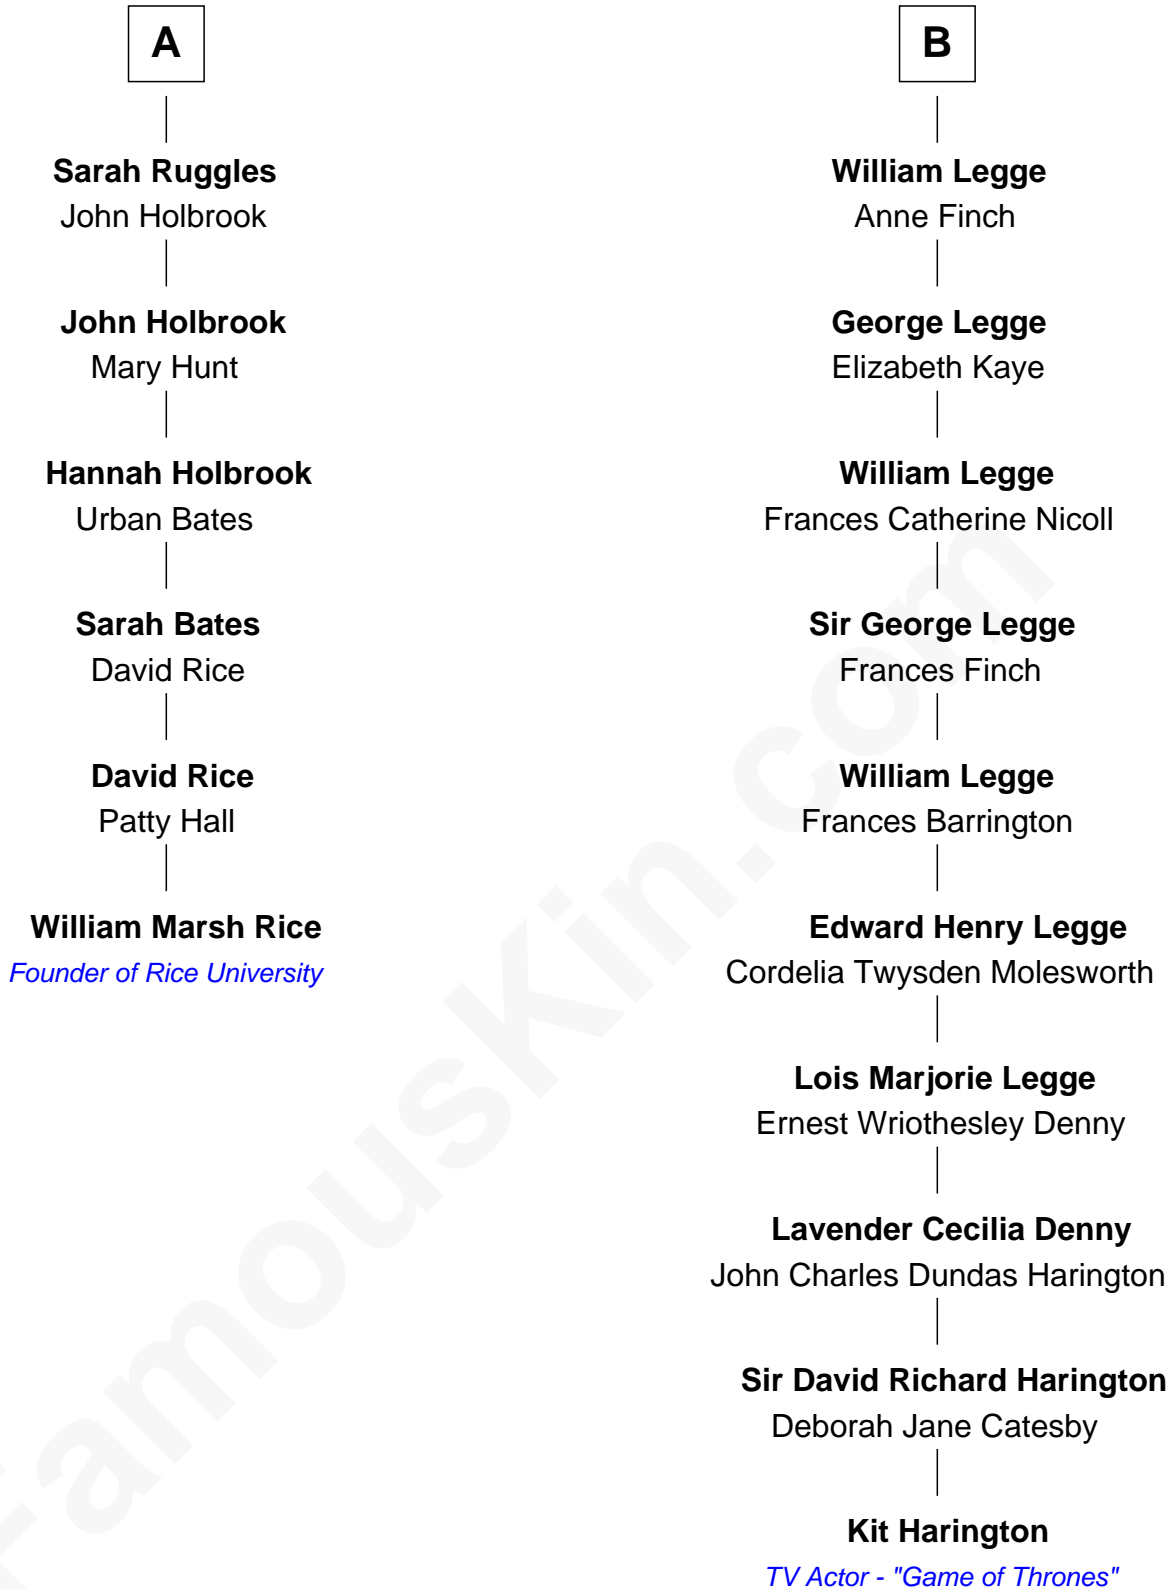 A
Sarah Ruggles
John Holbrook
John Holbrook
Mary Hunt
Hannah Holbrook
Urban Bates
Sarah Bates
David Rice
David Rice
Patty Hall
William Marsh Rice
Founder of Rice University
B
William Legge
Anne Finch
George Legge
Elizabeth Kaye
William Legge
Frances Catherine Nicoll
Sir George Legge
Frances Finch
William Legge
Frances Barrington
Edward Henry Legge
Cordelia Twysden Molesworth
Lois Marjorie Legge
Ernest Wriothesley Denny
Lavender Cecilia Denny
John Charles Dundas Harington
Sir David Richard Harington
Deborah Jane Catesby
Kit Harington
TV Actor - "Game of Thrones"
FamousKin.com